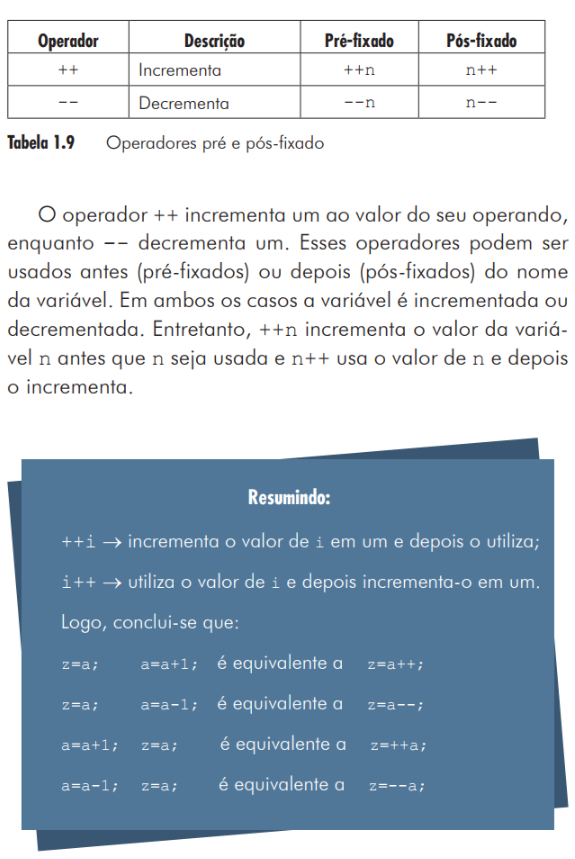 Operador Descrição Pré-fixado Pós-fixado
++ Incrementa ++n n++
-- Decrementa --n n--
Tabela 1.9 Operadores pré e pós-fixado
O operador ++ incrementa um ao valor do seu operando,
enquanto -- decrementa um. Esses operadores podem ser
usados antes (pré-fixados) ou depois (pós-fixados) do nome
da variável. Em ambos os casos a variável é incrementada ou
decrementada. Entretanto, ++n incrementa o valor da variá-
vel n antes que n seja usada e n++ usa o valor de n e depois
o incrementa.
Resumindo:
++i → incrementa o valor de i em um e depois o utiliza;
i++ → utiliza o valor de i e depois incrementa-o em um.
Logo, conclui-se que:
z=a; a=a+1; é equivalente a z=a++;
z=a; a=a-1; é equivalente a z=a--;
a=a+1; z=a; é equivalente a z=++a;
a=a-1; z=a; é equivalente a z=--a;